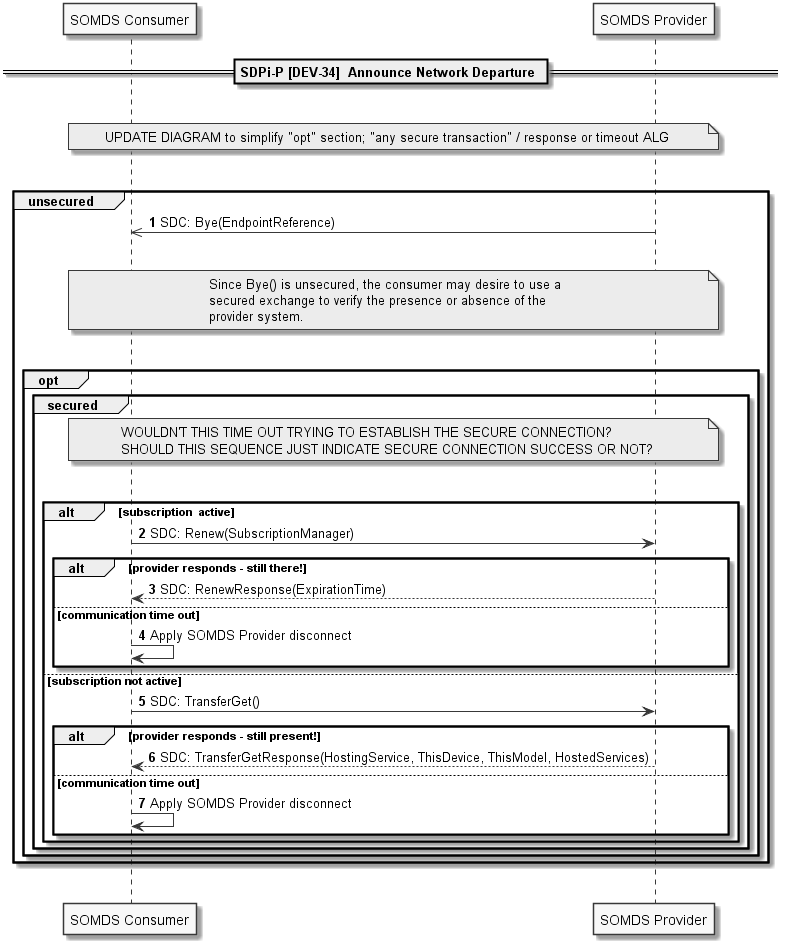 SOMDS Consumer
SOMDS Provider
SDPi-P [DEV-34]  Announce Network Departure
UPDATE DIAGRAM to simplify "opt" section; "any secure transaction" / response or timeout ALG
unsecured
1 SDC: Bye(EndpointReference)
Since Bye() is unsecured, the consumer may desire to use a
secured exchange to verify the presence or absence of the
provider system.
opt
secured
WOULDN'T THIS TIME OUT TRYING TO ESTABLISH THE SECURE CONNECTION?
SHOULD THIS SEQUENCE JUST INDICATE SECURE CONNECTION SUCCESS OR NOT?
alt [subscription  active]
2 SDC: Renew(SubscriptionManager)
alt [provider responds - still there!]
3 SDC: RenewResponse(ExpirationTime)
[communication time out]
4 Apply SOMDS Provider disconnect
[subscription not active]
5 SDC: TransferGet()
alt [provider responds - still present!]
6 SDC: TransferGetResponse(HostingService, ThisDevice, ThisModel, HostedServices)
[communication time out]
7 Apply SOMDS Provider disconnect
SOMDS Consumer
SOMDS Provider